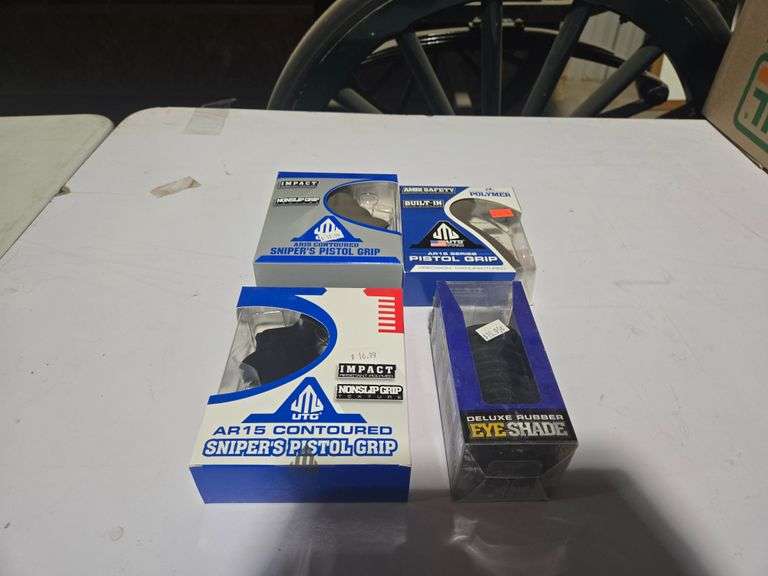 IMPACT
NONSLIP GRIP
UTG
AR15 CONTOURED
SNIPER'S PISTOL GRIP
AMBI SAFETY
BUILT-IN
POLYMER
UTG
AR15 SERIES
PISTOL GRIP
$16.99
IMPACT
NONSLIP GRIP
TEXTURE
UTG
AR15 CONTOURED
SNIPER'S PISTOL GRIP
DELUXE RUBBER
EYE SHADE